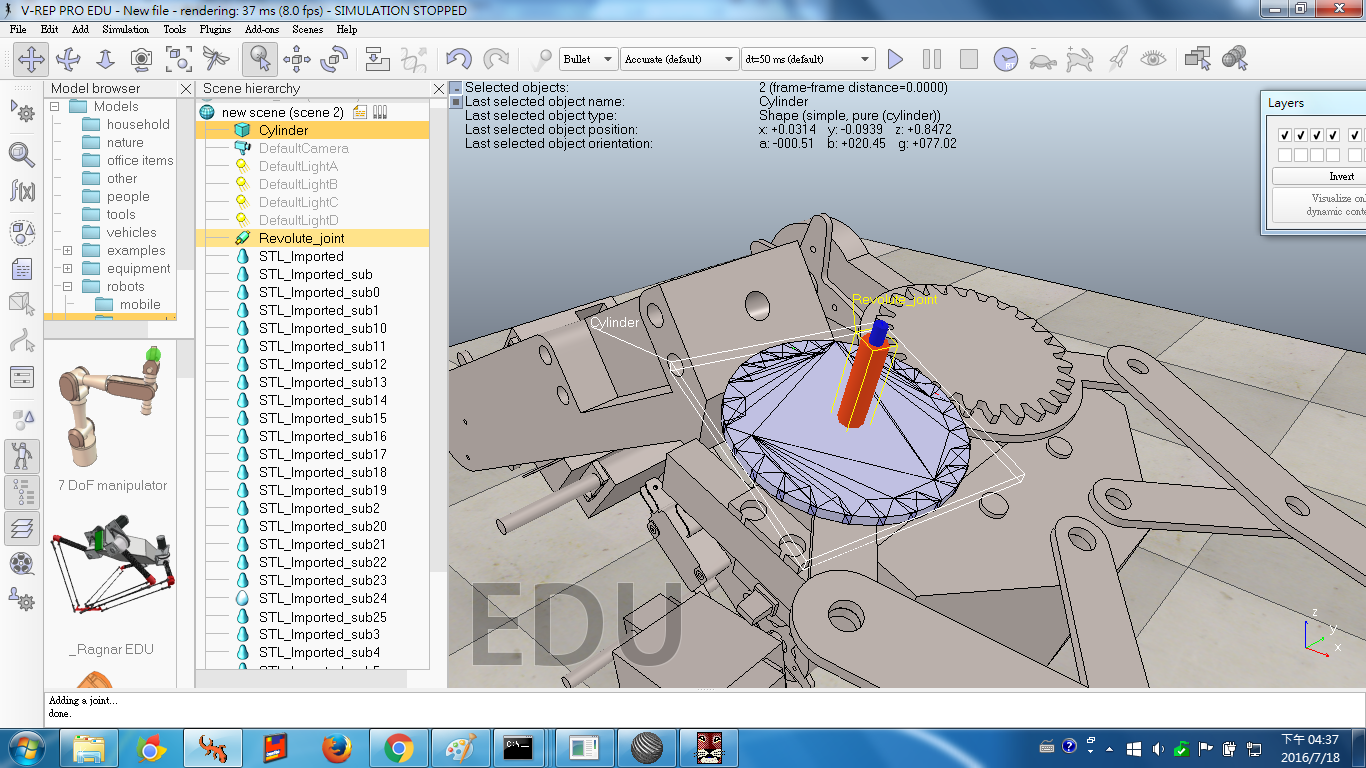 V-REP PRO EDU - New file - rendering: 37 ms (8.0 fps) - SIMULATION STOPPED
File Edit Add Simulation Tools Plugins Add-ons Scenes Help
Bullet Accurate (default) dt=50 ms (default)
Model browser
Models
household
nature
office items
other
people
tools
vehicles
examples
equipment
robots
mobile
7 DoF manipulator
_Ragnar EDU
Scene hierarchy
new scene (scene 2)
Cylinder
DefaultCamera
DefaultLightA
DefaultLightB
DefaultLightC
DefaultLightD
Revolute_joint
STL_Imported
STL_Imported_sub
STL_Imported_sub0
STL_Imported_sub1
STL_Imported_sub10
STL_Imported_sub11
STL_Imported_sub12
STL_Imported_sub13
STL_Imported_sub14
STL_Imported_sub15
STL_Imported_sub16
STL_Imported_sub17
STL_Imported_sub18
STL_Imported_sub19
STL_Imported_sub2
STL_Imported_sub20
STL_Imported_sub21
STL_Imported_sub22
STL_Imported_sub23
STL_Imported_sub24
STL_Imported_sub25
STL_Imported_sub3
STL_Imported_sub4
Selected objects: 2 (frame-frame distance=0.0000)
Last selected object name: Cylinder
Last selected object type: Shape (simple, pure (cylinder))
Last selected object position: x: +0.0314 y: -0.0939 z: +0.8472
Last selected object orientation: a: -000.51 b: +020.45 g: +077.02
Layers
Invert
Visualize onl
dynamic conte
Revolute_joint
Cylinder
EDU
z
y
x
Adding a joint...
done.
下午 04:37
2016/7/18